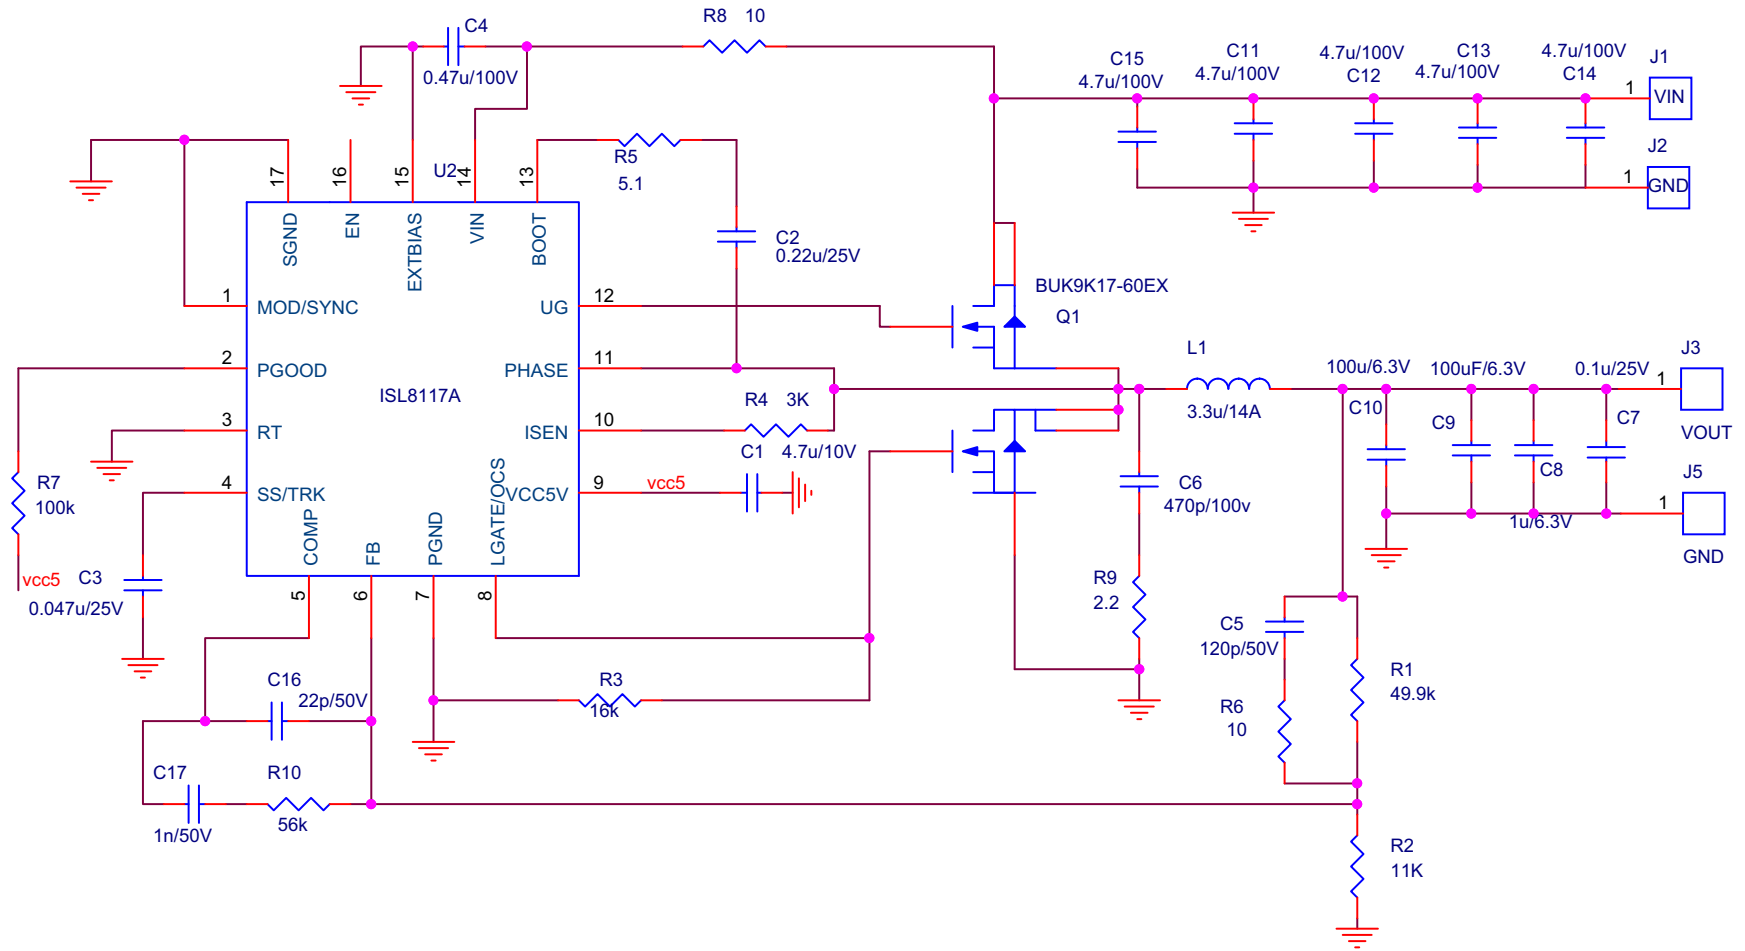 R8 10
C4
0.47u/100V
C15
4.7u/100V
C11
4.7u/100V
4.7u/100V
C12
C13
4.7u/100V
4.7u/100V
C14
J1
1
VIN
J2
1
GND
R5
5.1
U2
17
16
15
14
13
SGND
EN
EXTBIAS
VIN
BOOT
C2
0.22u/25V
1
MOD/SYNC
UG
12
BUK9K17-60EX
Q1
2
PGOOD
PHASE
11
ISL8117A
R4 3K
3
RT
ISEN
10
C1
4.7u/10V
4
SS/TRK
VCC5V
9
vcc5
COMP
FB
PGND
LGATE/OCS
5
6
7
8
R7
100k
vcc5
C3
0.047u/25V
L1
3.3u/14A
100u/6.3V
C10
100uF/6.3V
C9
C8
1u/6.3V
0.1u/25V
C7
J3
1
VOUT
J5
1
GND
C6
470p/100v
R9
2.2
C5
120p/50V
R1
49.9k
R6
10
R3
16k
C16
22p/50V
C17
1n/50V
R10
56k
R2
11K